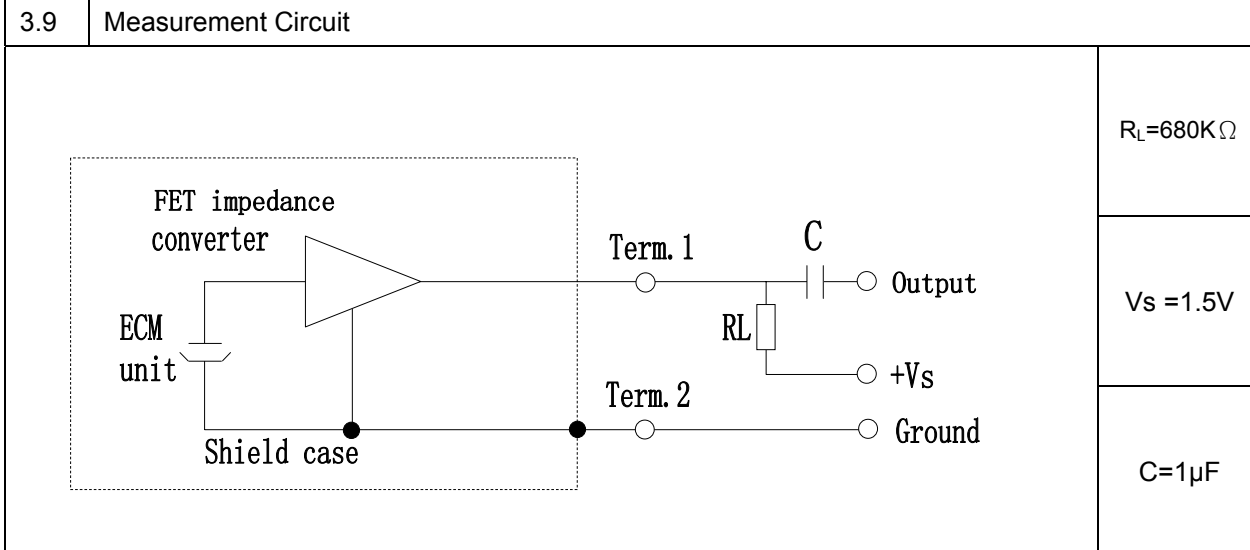 3.9 Measurement Circuit
R_L=680KΩ
FET impedance
converter
Term.1
C
Output
Vs =1.5V
ECM
unit
RL
+Vs
Term.2
Ground
Shield case
C=1μF